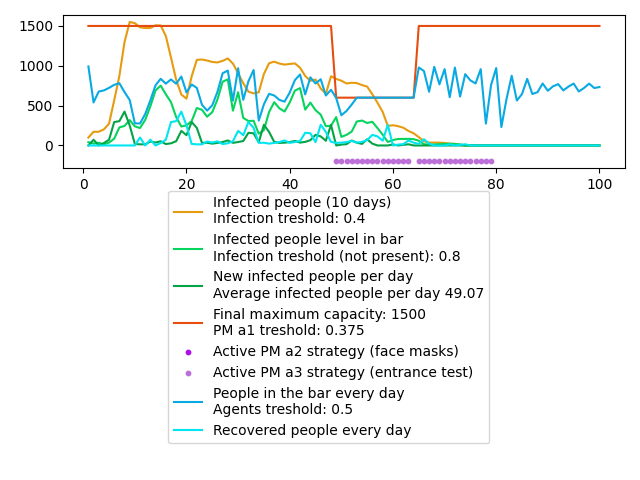 1500
1000
500
0
0 20 40 60 80 100
Infected people (10 days)
Infection treshold: 0.4
Infected people level in bar
Infection treshold (not present): 0.8
New infected people per day
Average infected people per day 49.07
Final maximum capacity: 1500
PM a1 treshold: 0.375
Active PM a2 strategy (face masks)
Active PM a3 strategy (entrance test)
People in the bar every day
Agents treshold: 0.5
Recovered people every day